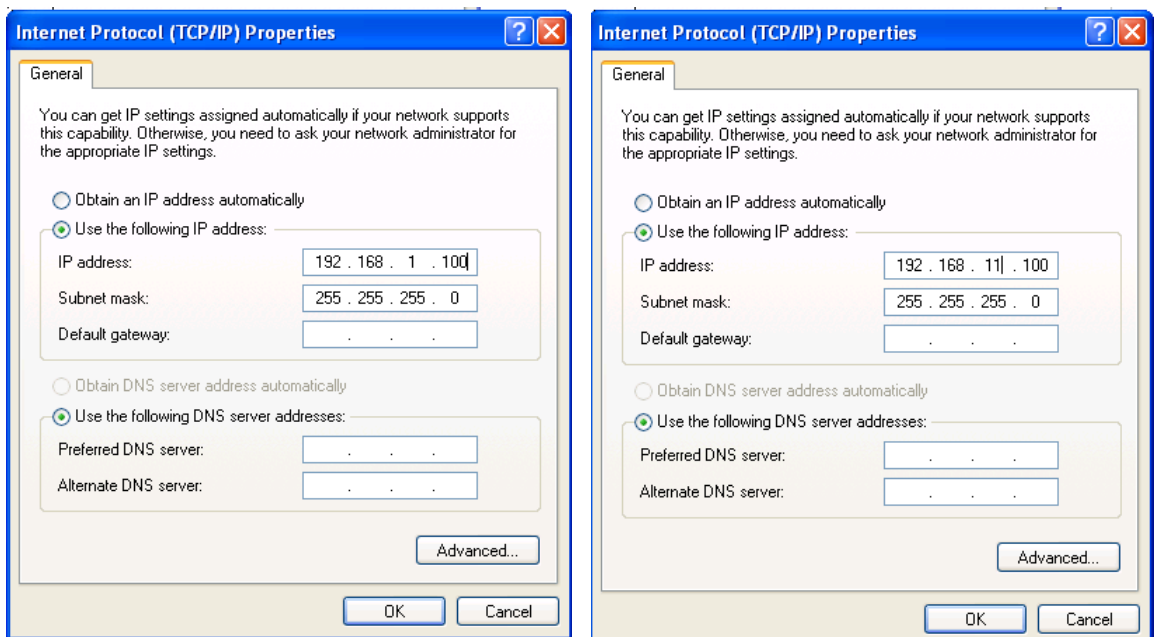 Internet Protocol (TCP/IP) Properties
General
You can get IP settings assigned automatically if your network supports
this capability. Otherwise, you need to ask your network administrator for
the appropriate IP settings.
Obtain an IP address automatically
Use the following IP address:
IP address: 192 . 168 . 1 . 100
Subnet mask: 255 . 255 . 255 . 0
Default gateway: . . .
Obtain DNS server address automatically
Use the following DNS server addresses:
Preferred DNS server: . . .
Alternate DNS server: . . .
Advanced...
OK Cancel
Internet Protocol (TCP/IP) Properties
General
You can get IP settings assigned automatically if your network supports
this capability. Otherwise, you need to ask your network administrator for
the appropriate IP settings.
Obtain an IP address automatically
Use the following IP address:
IP address: 192 . 168 . 11 . 100
Subnet mask: 255 . 255 . 255 . 0
Default gateway: . . .
Obtain DNS server address automatically
Use the following DNS server addresses:
Preferred DNS server: . . .
Alternate DNS server: . . .
Advanced...
OK Cancel